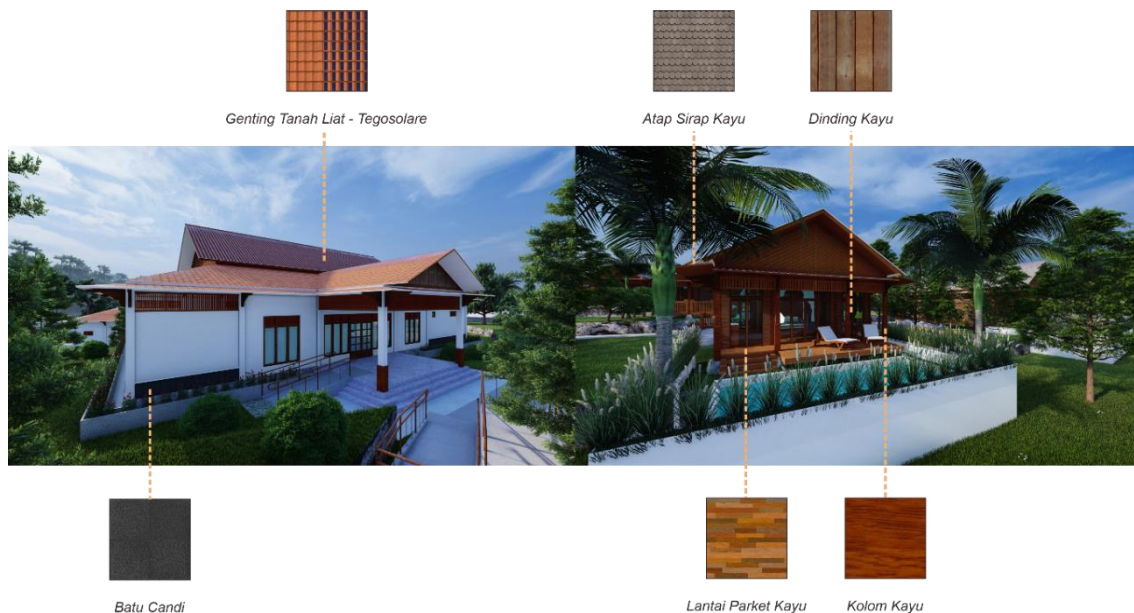 Genting Tanah Liat - Tegosolare
Atap Sirap Kayu
Dinding Kayu
Batu Candi
Lantai Parket Kayu
Kolom Kayu